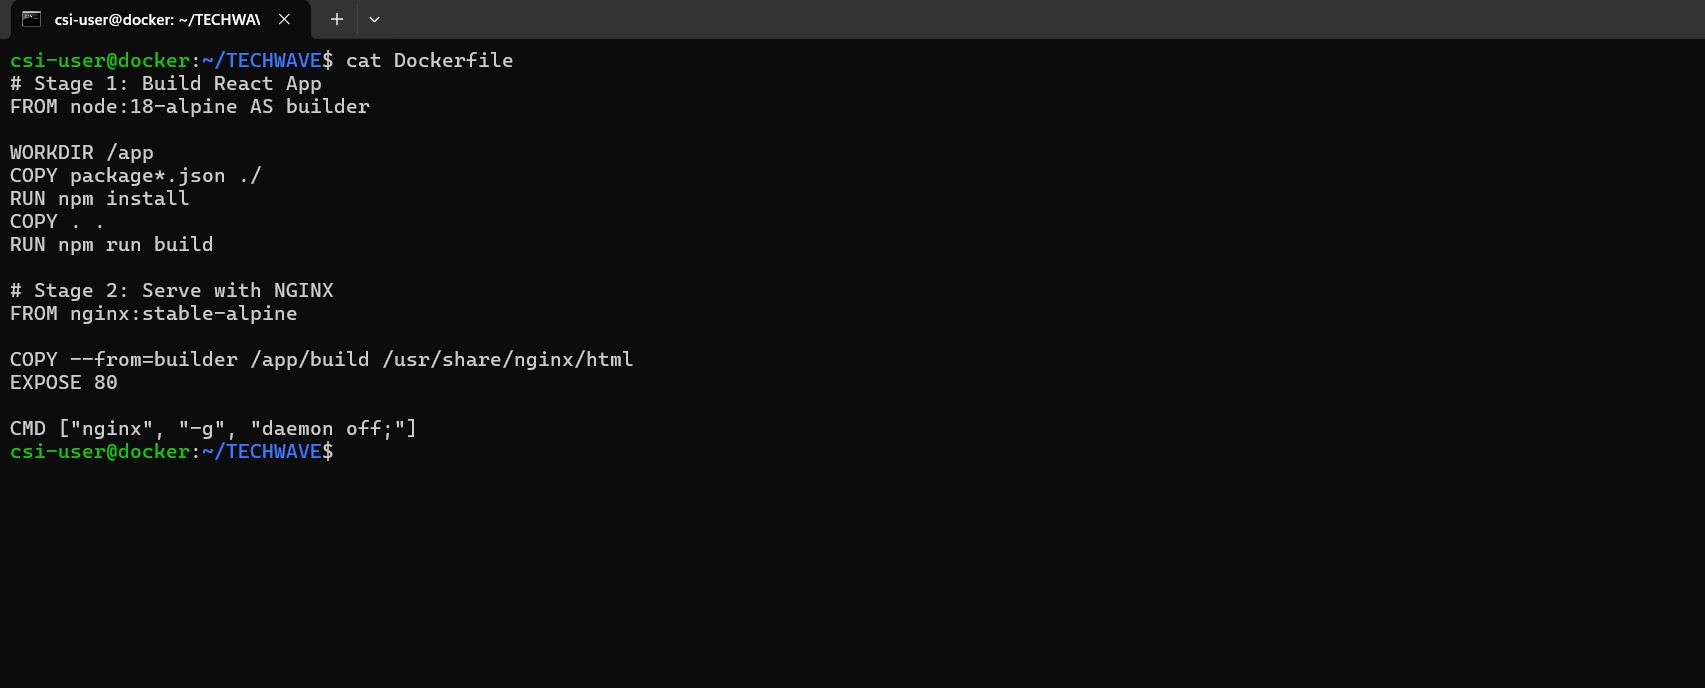 csi-user@docker: ~/TECHWAV
csi-user@docker:~/TECHWAVE$ cat Dockerfile
# Stage 1: Build React App
FROM node:18-alpine AS builder
WORKDIR /app
COPY package*.json ./
RUN npm install
COPY . .
RUN npm run build
# Stage 2: Serve with NGINX
FROM nginx:stable-alpine
COPY --from=builder /app/build /usr/share/nginx/html
EXPOSE 80
CMD ["nginx", "-g", "daemon off;"]
csi-user@docker:~/TECHWAVE$